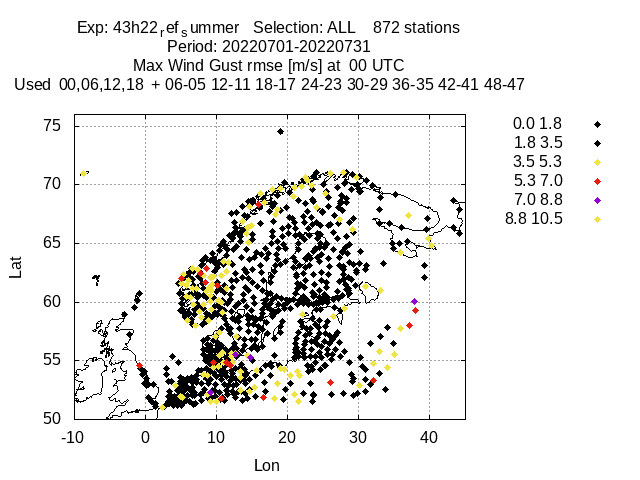 Exp: 43h22ref summer   Selection: ALL    872 stations
Period: 20220701-20220731
Max Wind Gust rmse [m/s] at  00 UTC
Used  00,06,12,18  + 06-05 12-11 18-17 24-23 30-29 36-35 42-41 48-47
75
70
65
60
55
50
-10 0 10 20 30 40
Lat
Lon
0.0 1.8
1.8 3.5
3.5 5.3
5.3 7.0
7.0 8.8
8.8 10.5